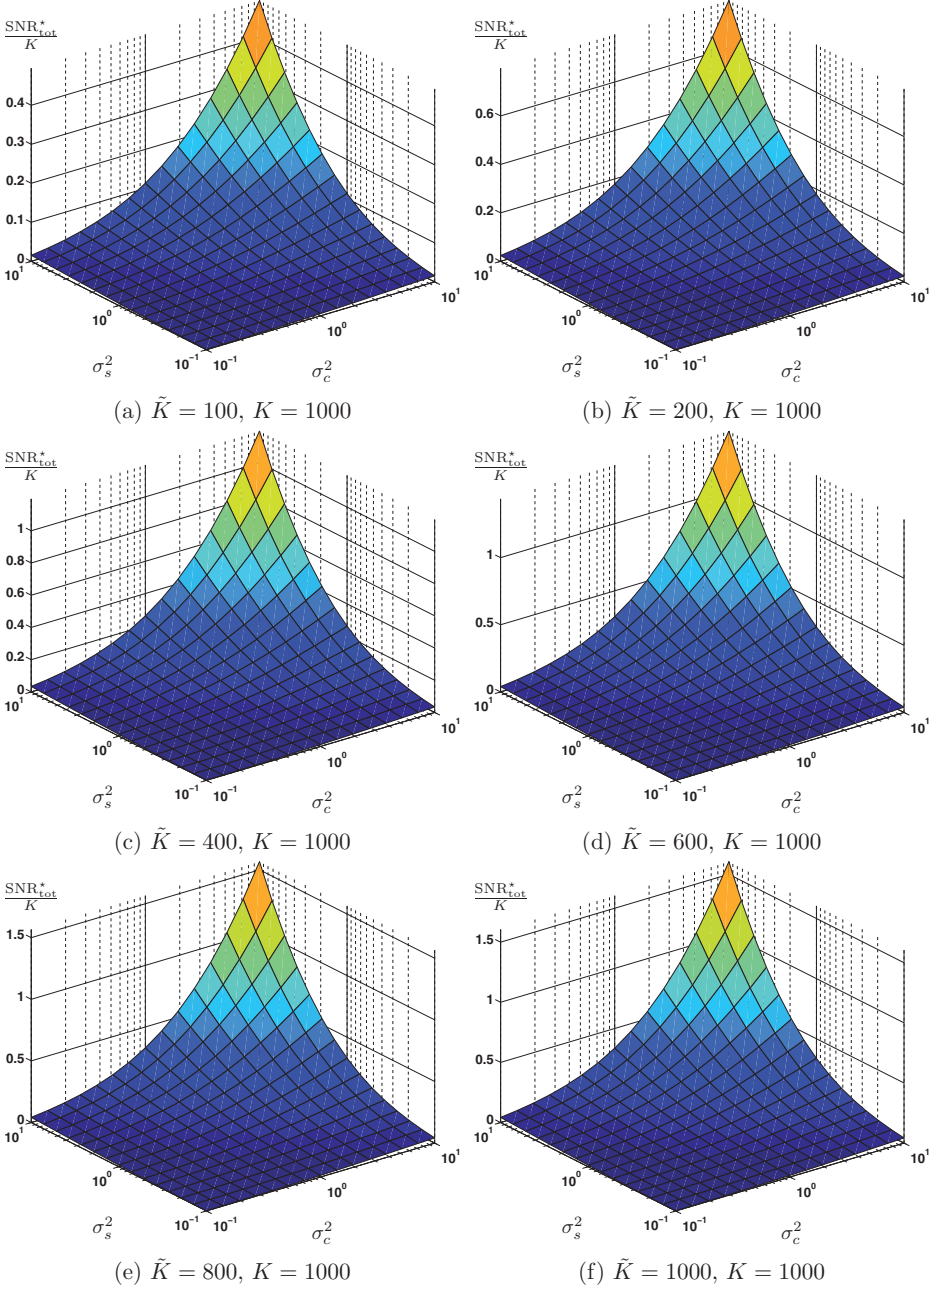 SNR⋆tot/K
0.4
0.3
0.2
0.1
0
10¹
10⁰
10⁻¹
σ²s
10⁻¹
10⁰
10¹
σ²c
(a) K̃ = 100, K = 1000
SNR⋆tot/K
0.6
0.4
0.2
0
10¹
10⁰
10⁻¹
σ²s
10⁻¹
10⁰
10¹
σ²c
(b) K̃ = 200, K = 1000
SNR⋆tot/K
1
0.8
0.6
0.4
0.2
0
10¹
10⁰
10⁻¹
σ²s
10⁻¹
10⁰
10¹
σ²c
(c) K̃ = 400, K = 1000
SNR⋆tot/K
1
0.5
0
10¹
10⁰
10⁻¹
σ²s
10⁻¹
10⁰
10¹
σ²c
(d) K̃ = 600, K = 1000
SNR⋆tot/K
1.5
1
0.5
0
10¹
10⁰
10⁻¹
σ²s
10⁻¹
10⁰
10¹
σ²c
(e) K̃ = 800, K = 1000
SNR⋆tot/K
1.5
1
0.5
0
10¹
10⁰
10⁻¹
σ²s
10⁻¹
10⁰
10¹
σ²c
(f) K̃ = 1000, K = 1000